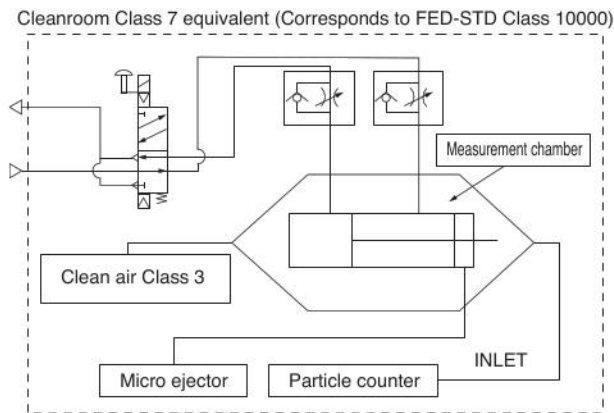 Cleanroom Class 7 equivalent (Corresponds to FED-STD Class 10000)
Measurement chamber
Clean air Class 3
INLET
Micro ejector
Particle counter